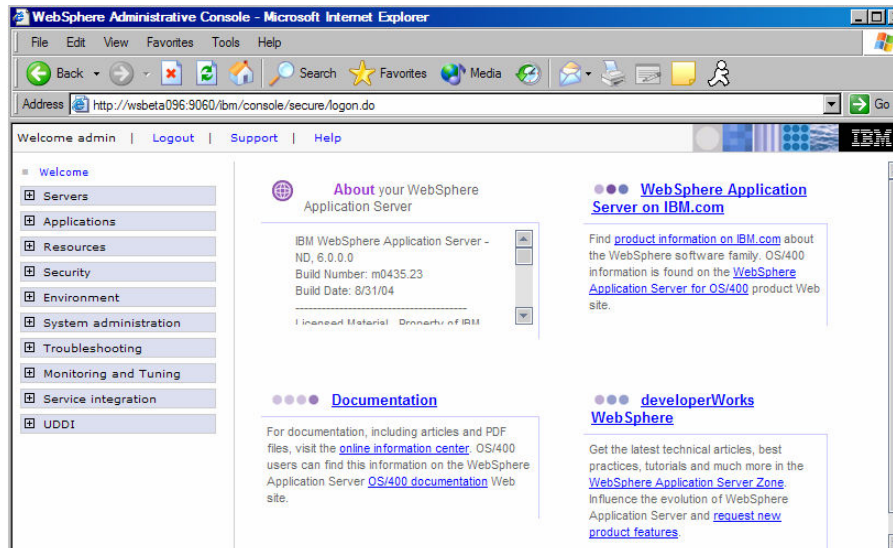 WebSphere Administrative Console - Microsoft Internet Explorer
File Edit View Favorites Tools Help
Back Search Favorites Media
Address http://wsbeta096:9060/ibm/console/secure/logon.do Go
Welcome admin | Logout | Support | Help IBM
Welcome
Servers
Applications
Resources
Security
Environment
System administration
Troubleshooting
Monitoring and Tuning
Service integration
UDDI
About your WebSphere
Application Server
IBM WebSphere Application Server -
ND, 6.0.0.0
Build Number: m0435.23
Build Date: 8/31/04
----------------------------------------
Licensed Material Property of IBM
WebSphere Application
Server on IBM.com
Find product information on IBM.com about
the WebSphere software family. OS/400
information is found on the WebSphere
Application Server for OS/400 product Web
site.
Documentation
For documentation, including articles and PDF
files, visit the online information center. OS/400
users can find this information on the WebSphere
Application Server OS/400 documentation Web
site.
developerWorks
WebSphere
Get the latest technical articles, best
practices, tutorials and much more in the
WebSphere Application Server Zone.
Influence the evolution of WebSphere
Application Server and request new
product features.